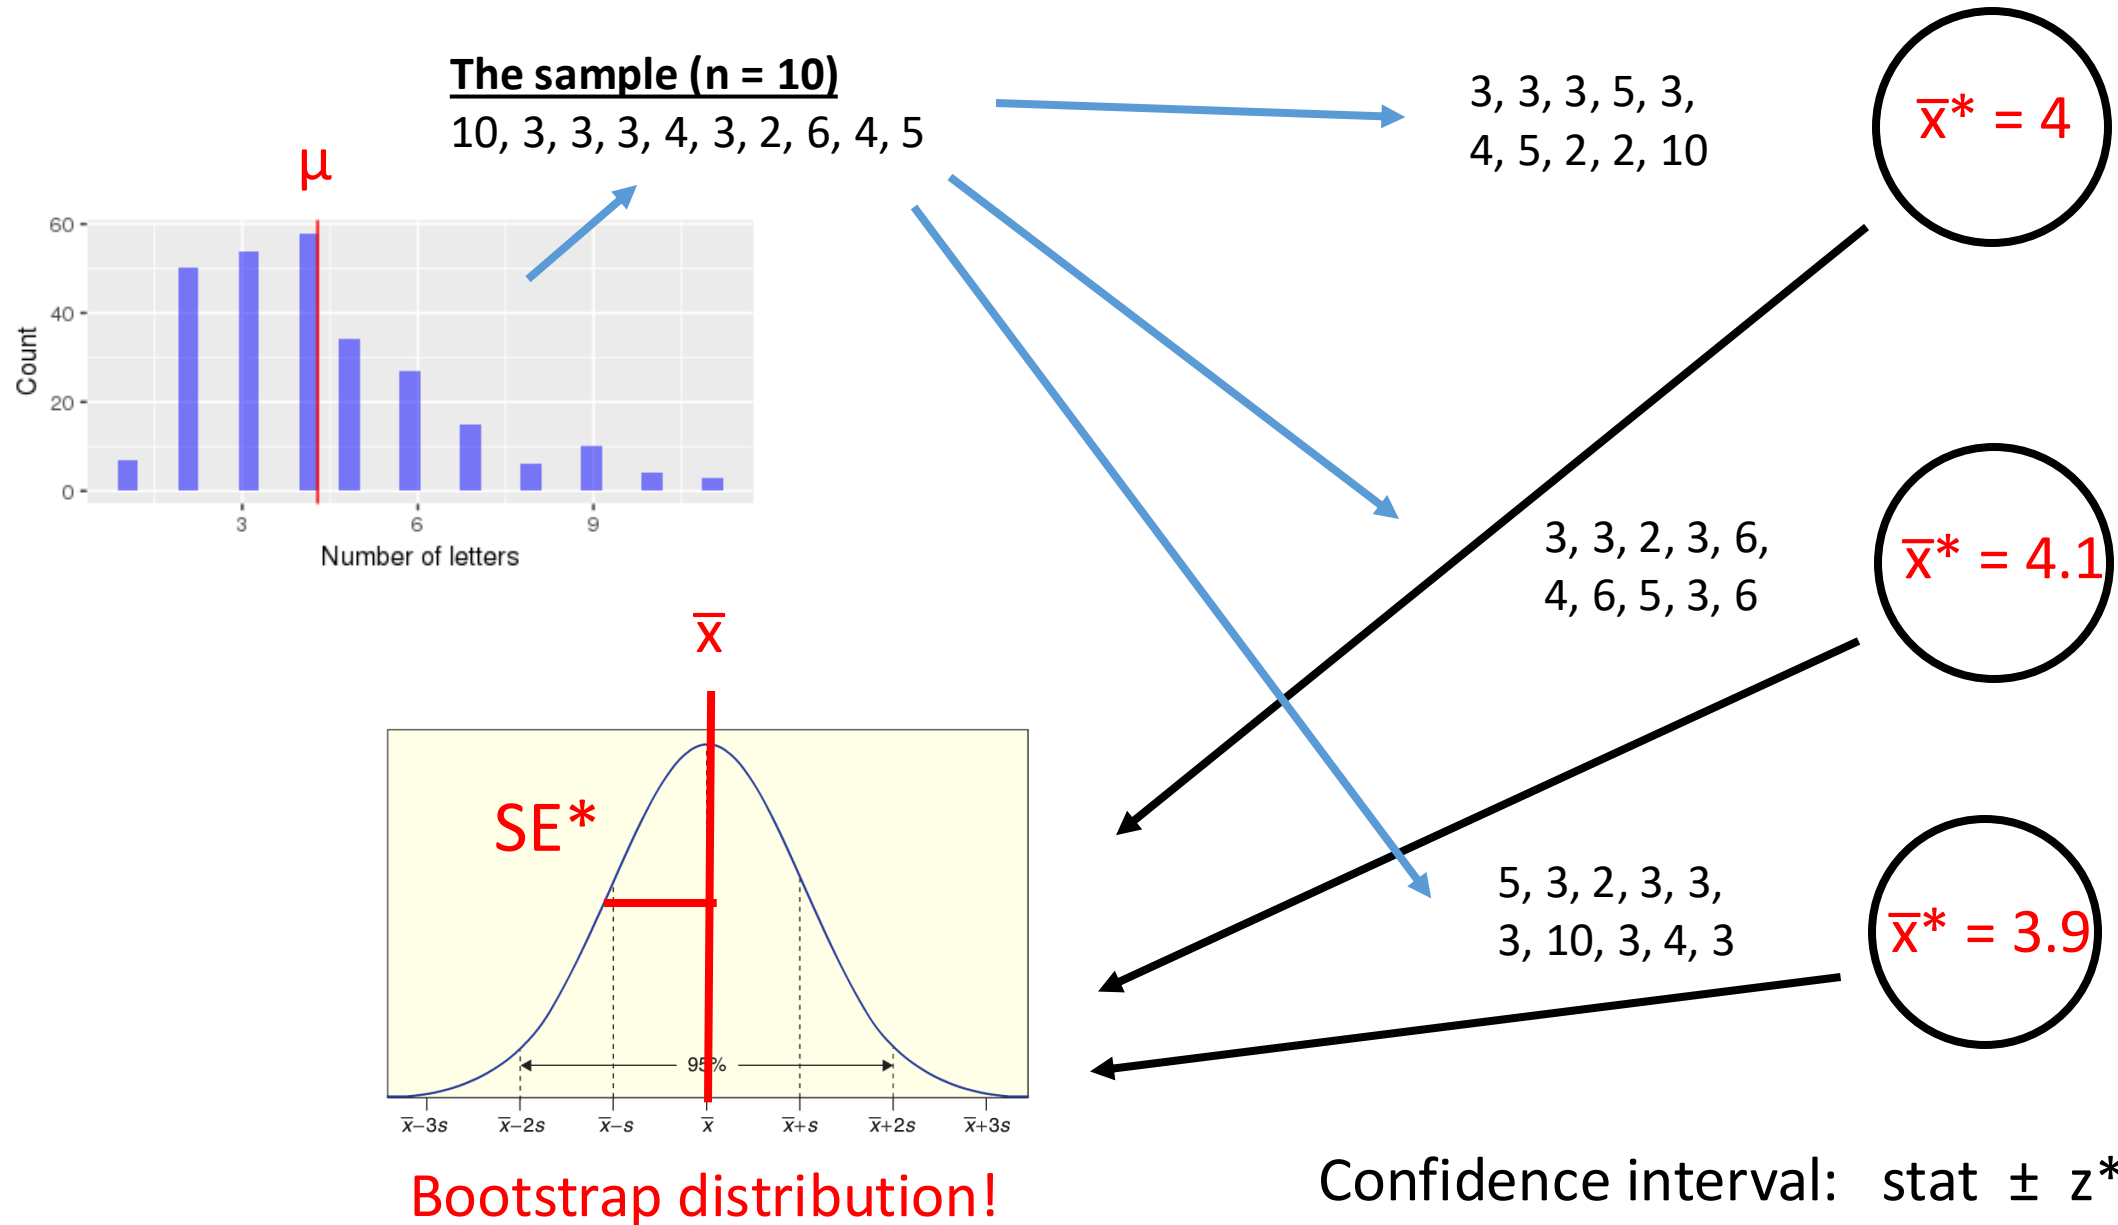 The sample (n = 10)
10, 3, 3, 3, 4, 3, 2, 6, 4, 5
3, 3, 3, 5, 3,
4, 5, 2, 2, 10
x̅* = 4
μ
60
40
20
0
Count
3 6 9
Number of letters
3, 3, 2, 3, 6,
4, 6, 5, 3, 6
x̅* = 4.1
x̅
SE*
95%
x̅−3s x̅−2s x̅−s x̅ x̅+s x̅+2s x̅+3s
5, 3, 2, 3, 3,
3, 10, 3, 4, 3
x̅* = 3.9
Bootstrap distribution!
Confidence interval: stat ± z*